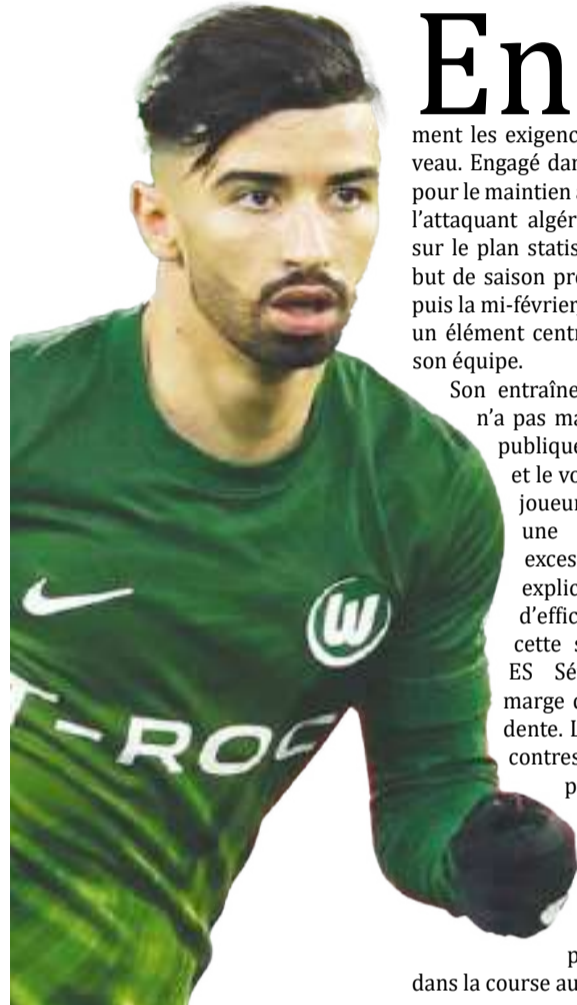 En
ment les exigenc
veau. Engagé dan
pour le maintien
l'attaquant algér
sur le plan statis
but de saison pr
puis la mi-février,
un élément centr
son équipe.
Son entraîne
n'a pas ma
publique
et le vo
joueur
une
exces
explic
d'effic
cette s
ES Sé
marge
dente. L
contres
p
p
dans la course au
W
T-ROC